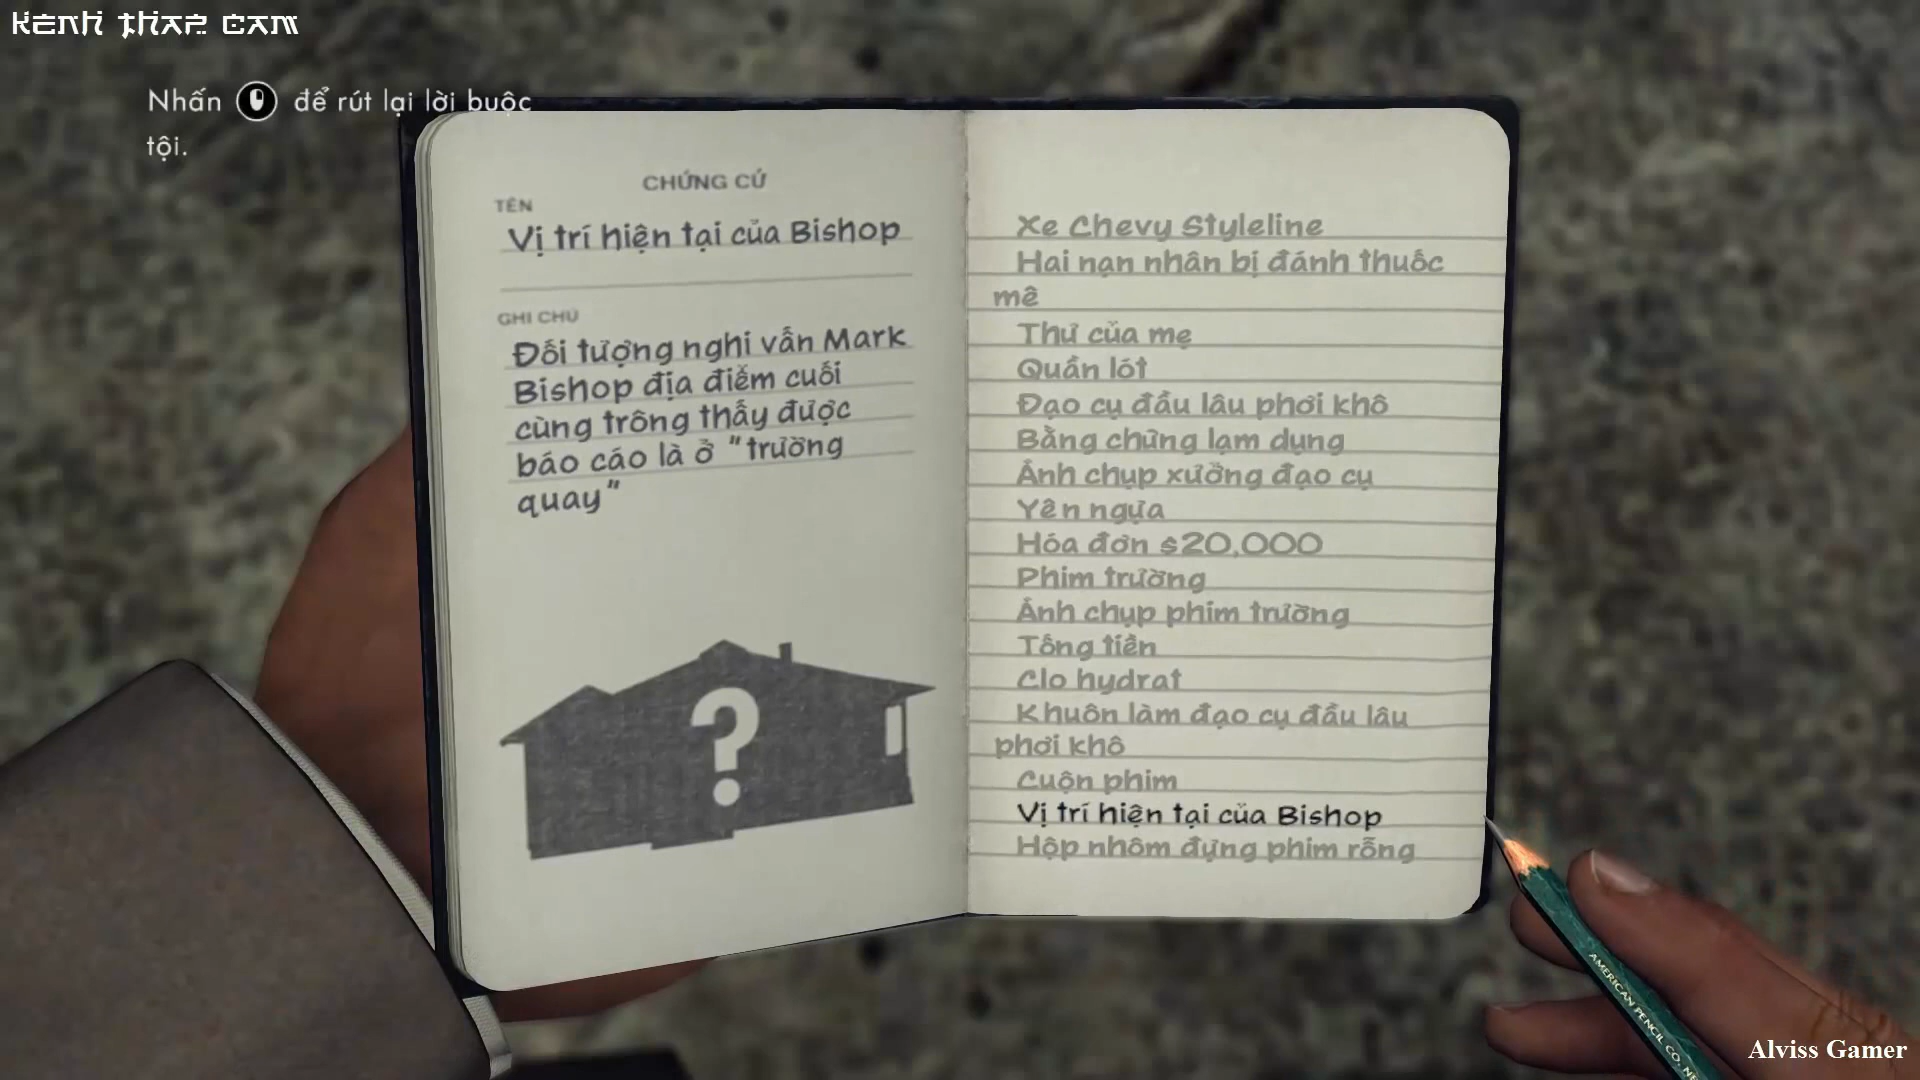 KENH THAP CAM
Nhấn để rút lại lời buộc
tội.
CHỨNG CỨ
TÊN
Vị trí hiện tại của Bishop
GHI CHÚ
Đối tượng nghi vấn Mark
Bishop địa điểm cuối
cùng trông thấy được
báo cáo là ở "trường
quay"
Xe Chevy Styleline
Hai nạn nhân bị đánh thuốc
mê
Thư của mẹ
Quần lót
Đạo cụ đầu lâu phơi khô
Bằng chứng lạm dụng
Ảnh chụp xưởng đạo cụ
Yên ngựa
Hóa đơn $20,000
Phim trường
Ảnh chụp phim trường
Tống tiền
Clo hydrat
Khuôn làm đạo cụ đầu lâu
phơi khô
Cuộn phim
Vị trí hiện tại của Bishop
Hộp nhôm đựng phim rỗng
AMERICAN PENCIL CO. NE
Alviss Gamer